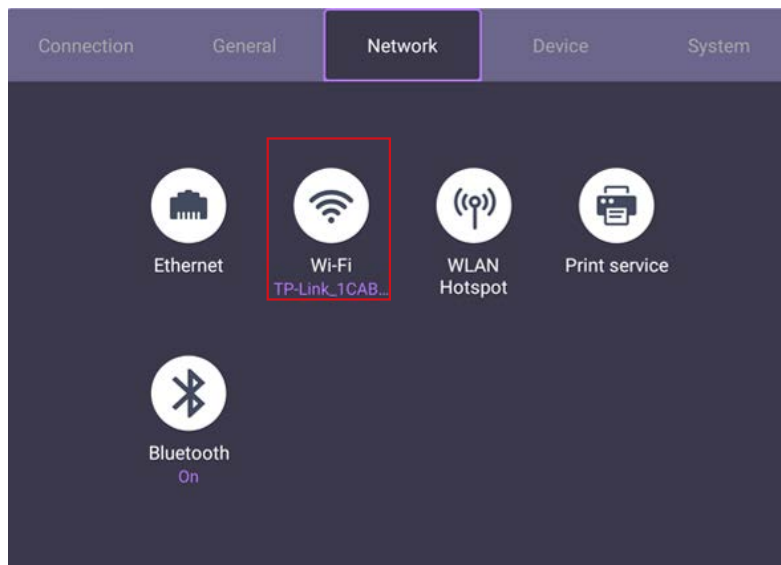 Connection General Network Device System
Ethernet Wi-Fi WLAN Print service
TP-Link_1CAB... Hotspot
Bluetooth
On